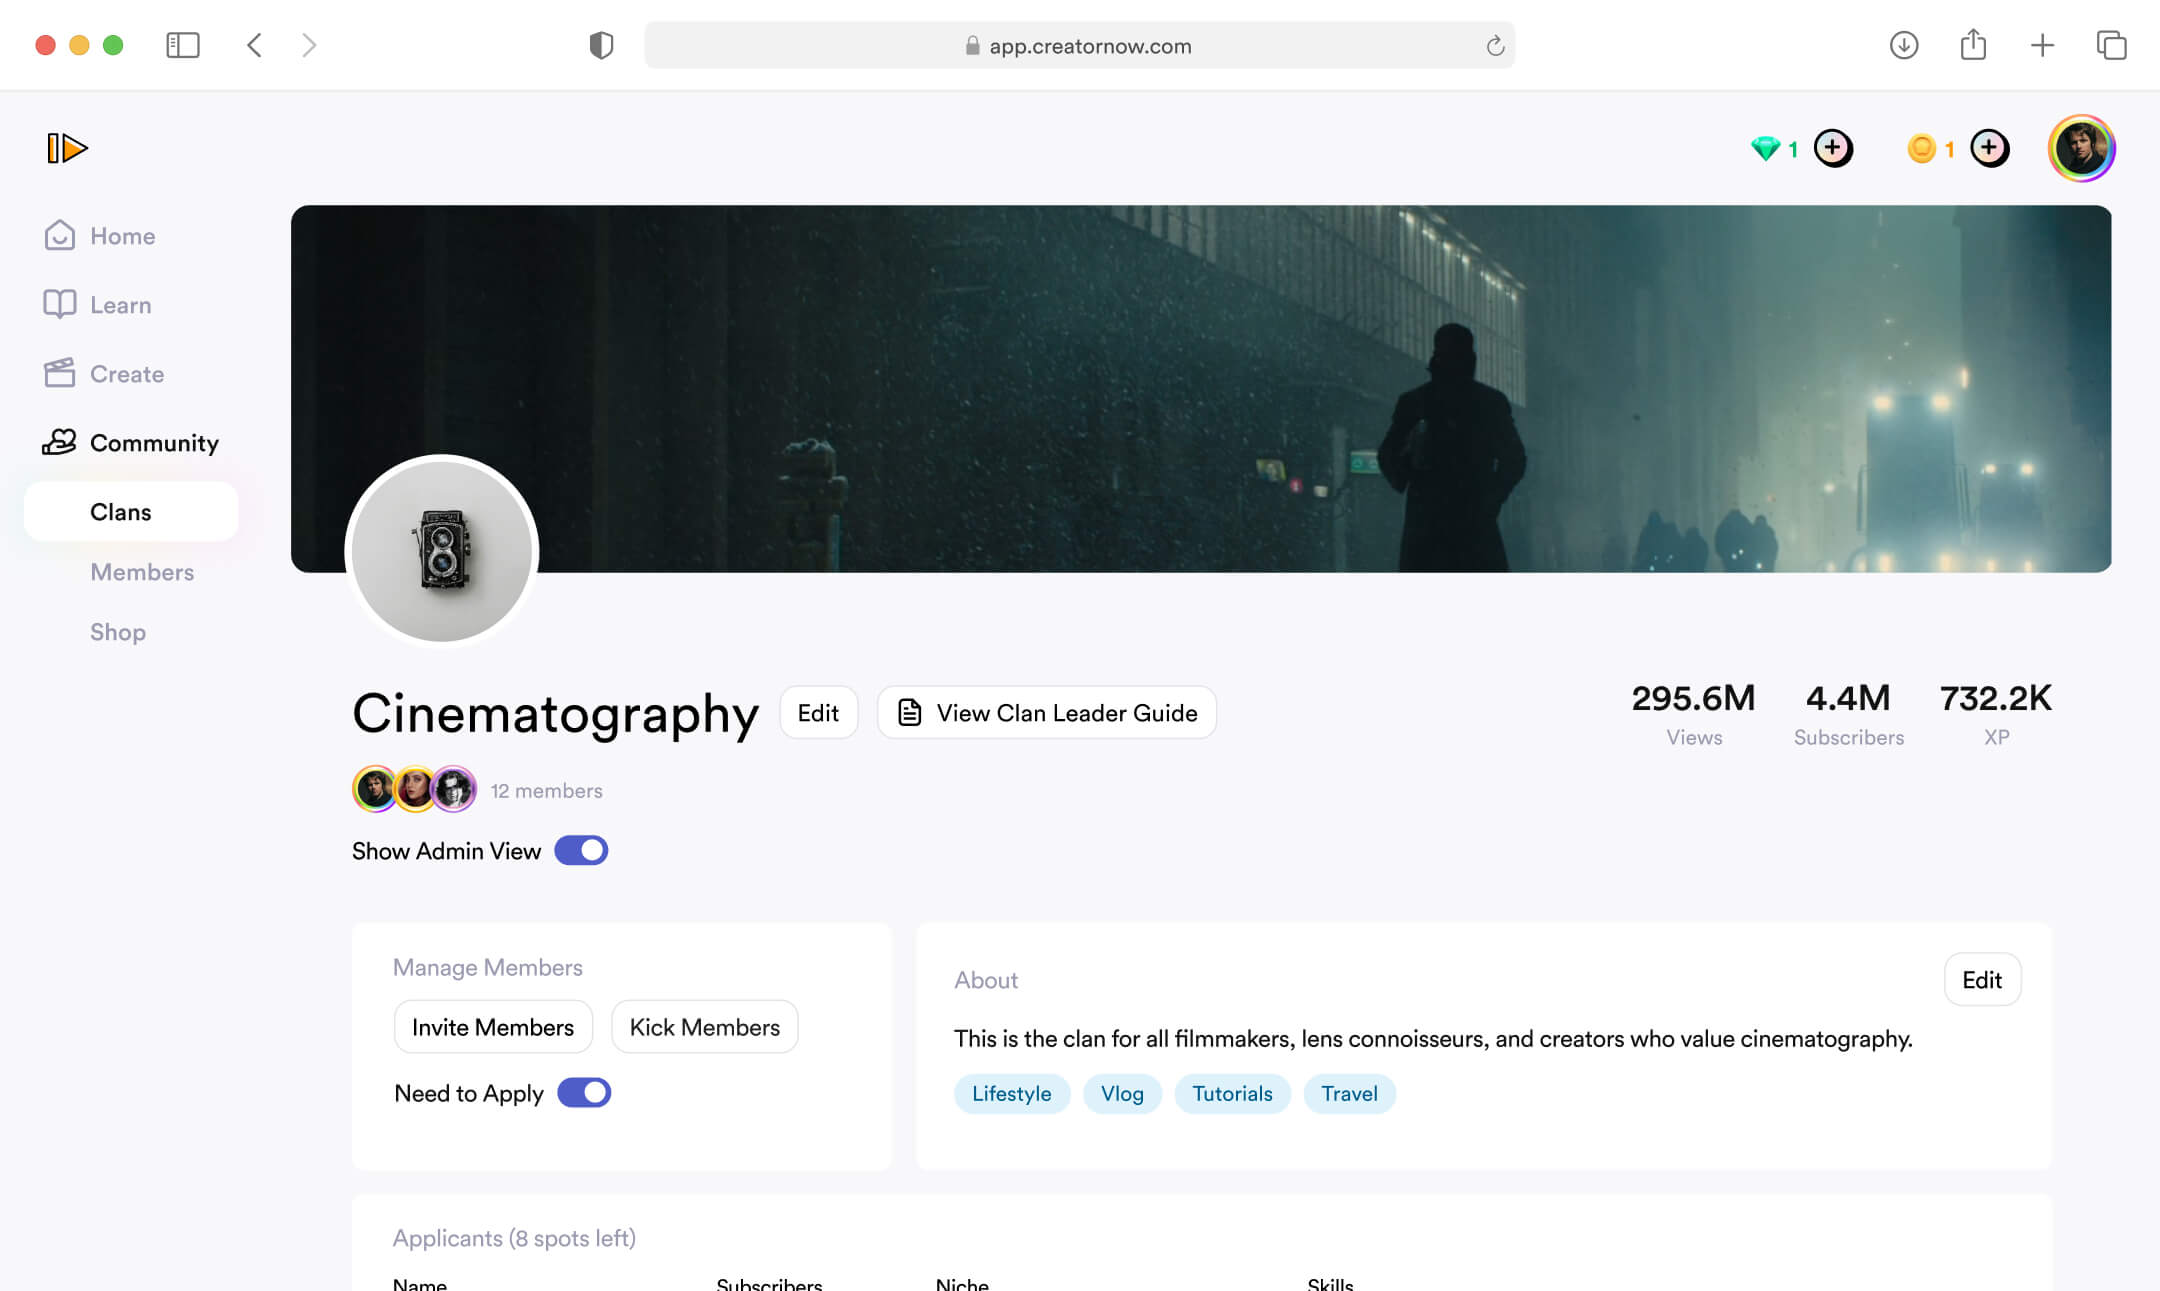 app.creatornow.com
1
1
Home
Learn
Create
Community
Clans
Members
Shop
Cinematography
Edit
View Clan Leader Guide
295.6M
4.4M
732.2K
Views
Subscribers
XP
12 members
Show Admin View
Manage Members
Invite Members
Kick Members
Need to Apply
About
Edit
This is the clan for all filmmakers, lens connoisseurs, and creators who value cinematography.
Lifestyle
Vlog
Tutorials
Travel
Applicants (8 spots left)
Name
Subscribers
Niche
Skills